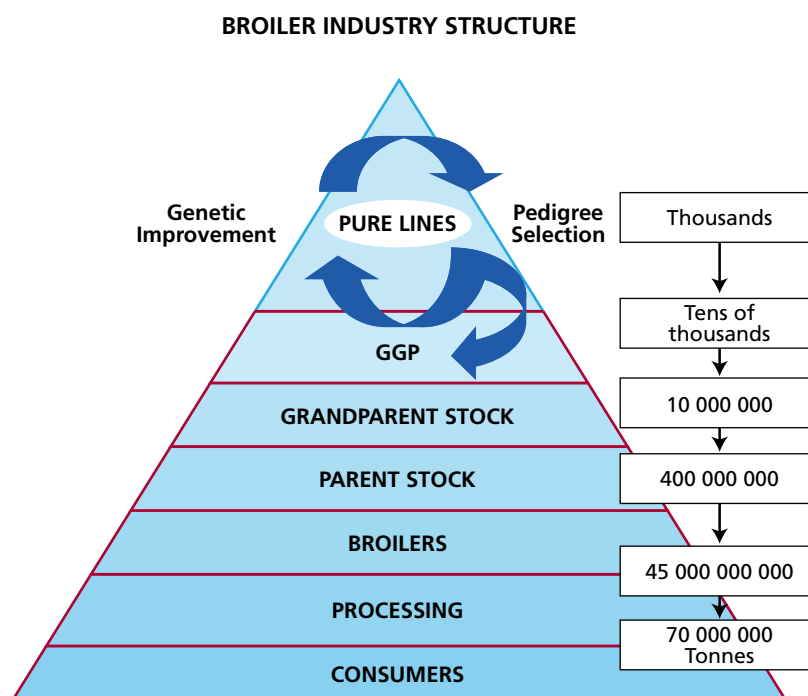 BROILER INDUSTRY STRUCTURE
Genetic
Improvement
PURE LINES
Pedigree
Selection
Thousands
GGP
Tens of
thousands
GRANDPARENT STOCK
10 000 000
PARENT STOCK
400 000 000
BROILERS
45 000 000 000
PROCESSING
70 000 000
Tonnes
CONSUMERS